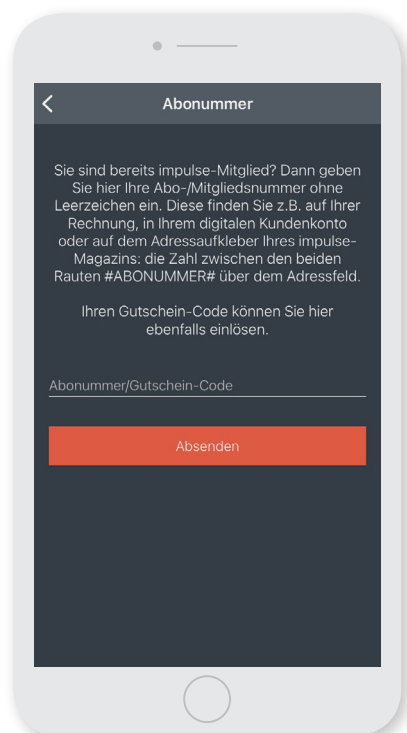 Abonummer
Sie sind bereits impulse-Mitglied? Dann geben
Sie hier Ihre Abo-/Mitgliedsnummer ohne
Leerzeichen ein. Diese finden Sie z.B. auf Ihrer
Rechnung, in Ihrem digitalen Kundenkonto
oder auf dem Adressaufkleber Ihres impulse-
Magazins: die Zahl zwischen den beiden
Rauten #ABONUMMER# über dem Adressfeld.
Ihren Gutschein-Code können Sie hier
ebenfalls einlösen.
Abonummer/Gutschein-Code
Absenden